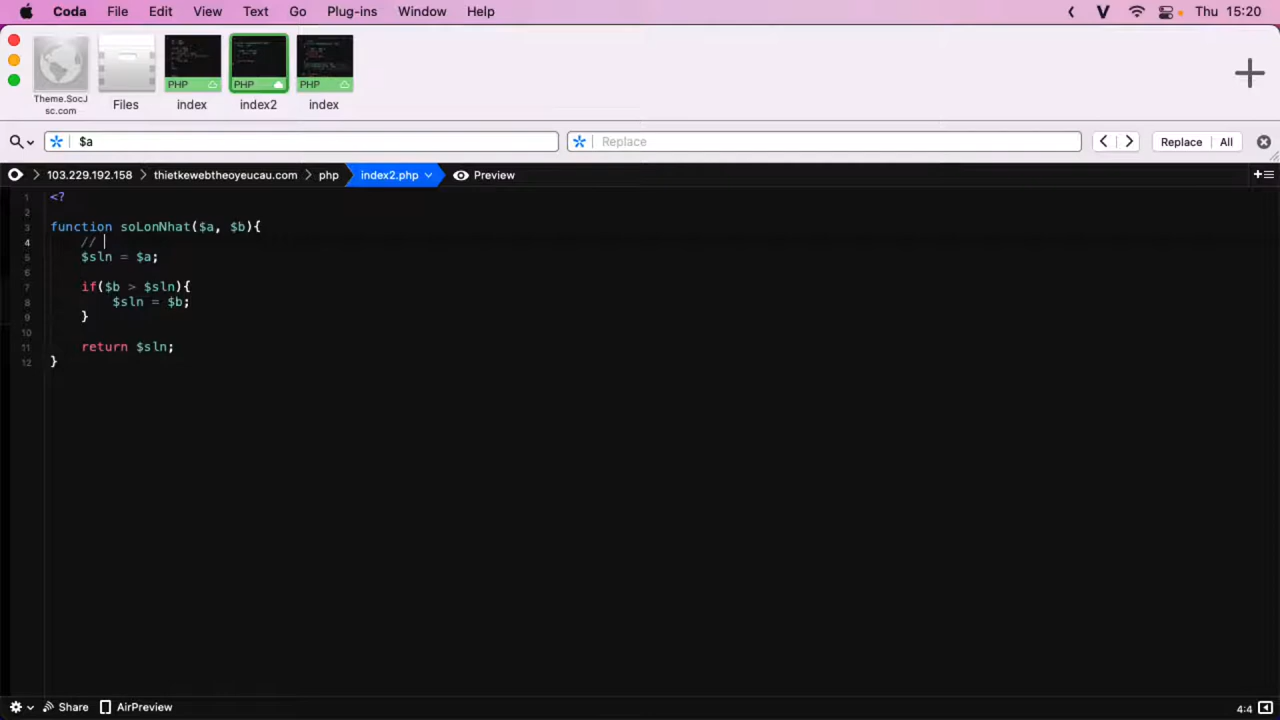 Coda File Edit View Text Go Plug-ins Window Help V Thu 15:20
PHP PHP PHP
Theme.SocJsc.com Files index index2 index
$a Replace Replace All
103.229.192.158 thietkewebtheoyeucau.com php index2.php Preview
1 <?
2
3 function soLonNhat($a, $b){
4 //
5 $sln = $a;
6
7 if($b > $sln){
8 $sln = $b;
9 }
10
11 return $sln;
12 }
Share AirPreview 4:4